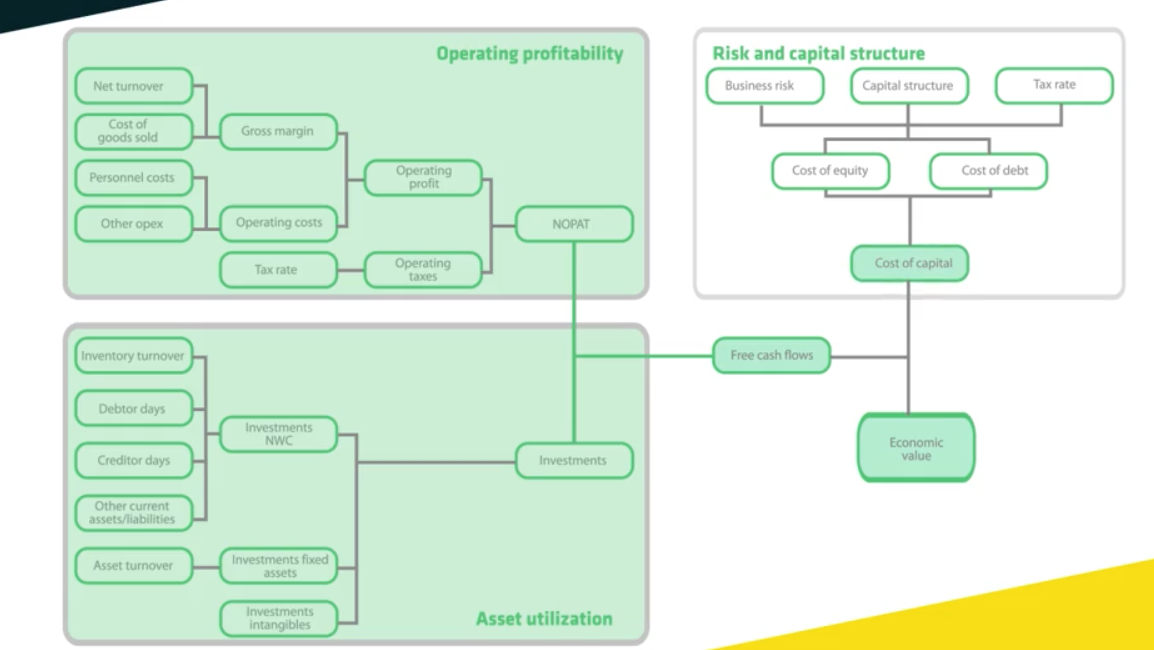 Operating profitability
Net turnover
Cost of
goods sold
Gross margin
Personnel costs
Operating
profit
Other opex
Operating costs
NOPAT
Tax rate
Operating
taxes
Risk and capital structure
Business risk
Capital structure
Tax rate
Cost of equity
Cost of debt
Cost of capital
Free cash flows
Economic
value
Inventory turnover
Debtor days
Investments
NWC
Creditor days
Investments
Other current
assets/liabilities
Asset turnover
Investments fixed
assets
Investments
intangibles
Asset utilization